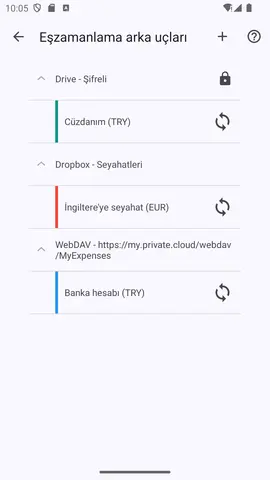 10:05
Eşzamanlama arka uçları
Drive - Şifreli
Cüzdanım (TRY)
Dropbox - Seyahatleri
İngiltere'ye seyahat (EUR)
WebDAV - https://my.private.cloud/webdav
/MyExpenses
Banka hesabı (TRY)